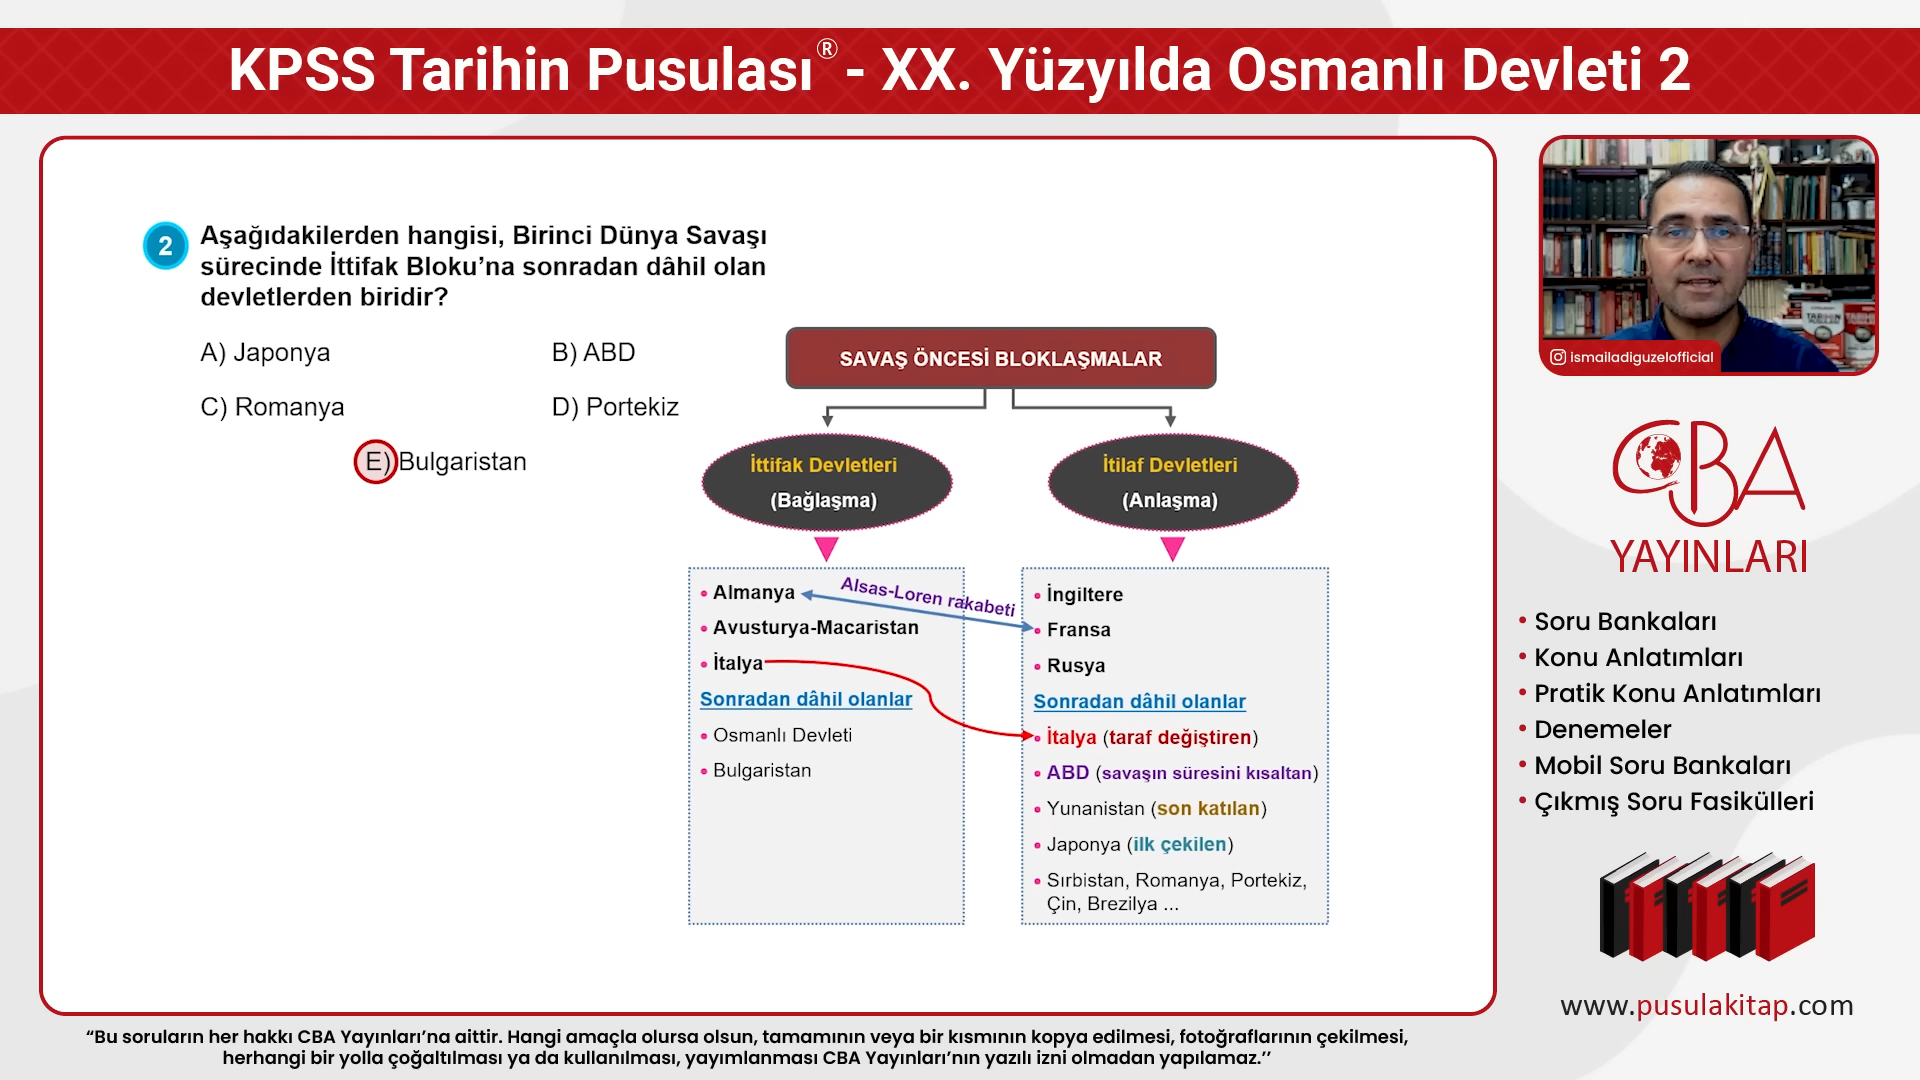 KPSS Tarihin Pusulası® - XX. Yüzyılda Osmanlı Devleti 2
2
Aşağıdakilerden hangisi, Birinci Dünya Savaşı
sürecinde İttifak Bloku’na sonradan dâhil olan
devletlerden biridir?
A) Japonya
B) ABD
C) Romanya
D) Portekiz
E) Bulgaristan
SAVAŞ ÖNCESİ BLOKLAŞMALAR
İttifak Devletleri
(Bağlaşma)
İtilaf Devletleri
(Anlaşma)
• Almanya
• Avusturya-Macaristan
• İtalya
Sonradan dâhil olanlar
• Osmanlı Devleti
• Bulgaristan
Alsas-Loren rakabeti
• İngiltere
• Fransa
• Rusya
Sonradan dâhil olanlar
• İtalya (taraf değiştiren)
• ABD (savaşın süresini kısaltan)
• Yunanistan (son katılan)
• Japonya (ilk çekilen)
• Sırbistan, Romanya, Portekiz,
Çin, Brezilya ...
ismailadiguzelofficial
CBA
YAYINLARI
• Soru Bankaları
• Konu Anlatımları
• Pratik Konu Anlatımları
• Denemeler
• Mobil Soru Bankaları
• Çıkmış Soru Fasikülleri
www.pusulakitap.com
“Bu soruların her hakkı CBA Yayınları’na aittir. Hangi amaçla olursa olsun, tamamının veya bir kısmının kopya edilmesi, fotoğraflarının çekilmesi,
herhangi bir yolla çoğaltılması ya da kullanılması, yayımlanması CBA Yayınları’nın yazılı izni olmadan yapılamaz.’’